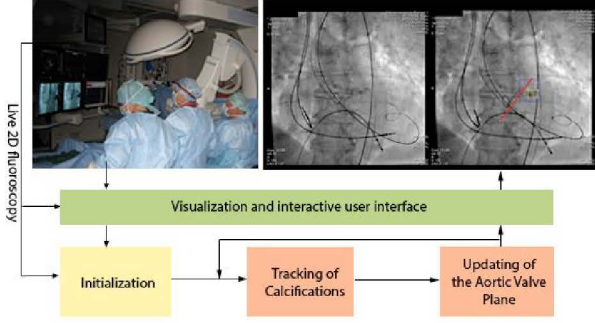 Live 2D fluoroscopy
Visualization and interactive user interface
Initialization
Tracking of
Calcifications
Updating of
the Aortic Valve
Plane